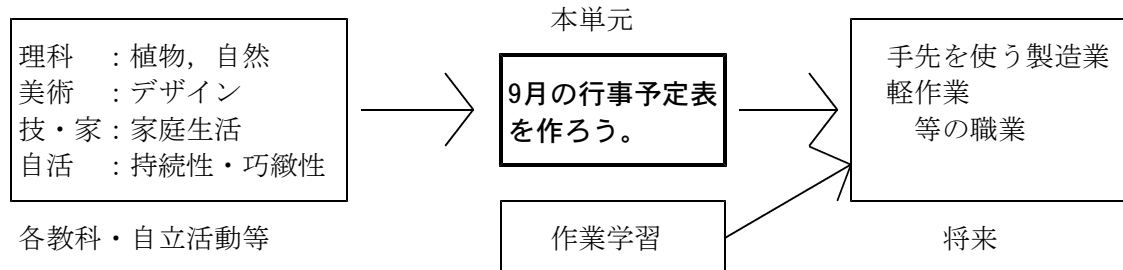 理科　：植物，自然
美術　：デザイン
技・家：家庭生活
自活　：持続性・巧緻性
各教科・自立活動等
本単元
9月の行事予定表
を作ろう。
作業学習
手先を使う製造業
軽作業
　等の職業
将来